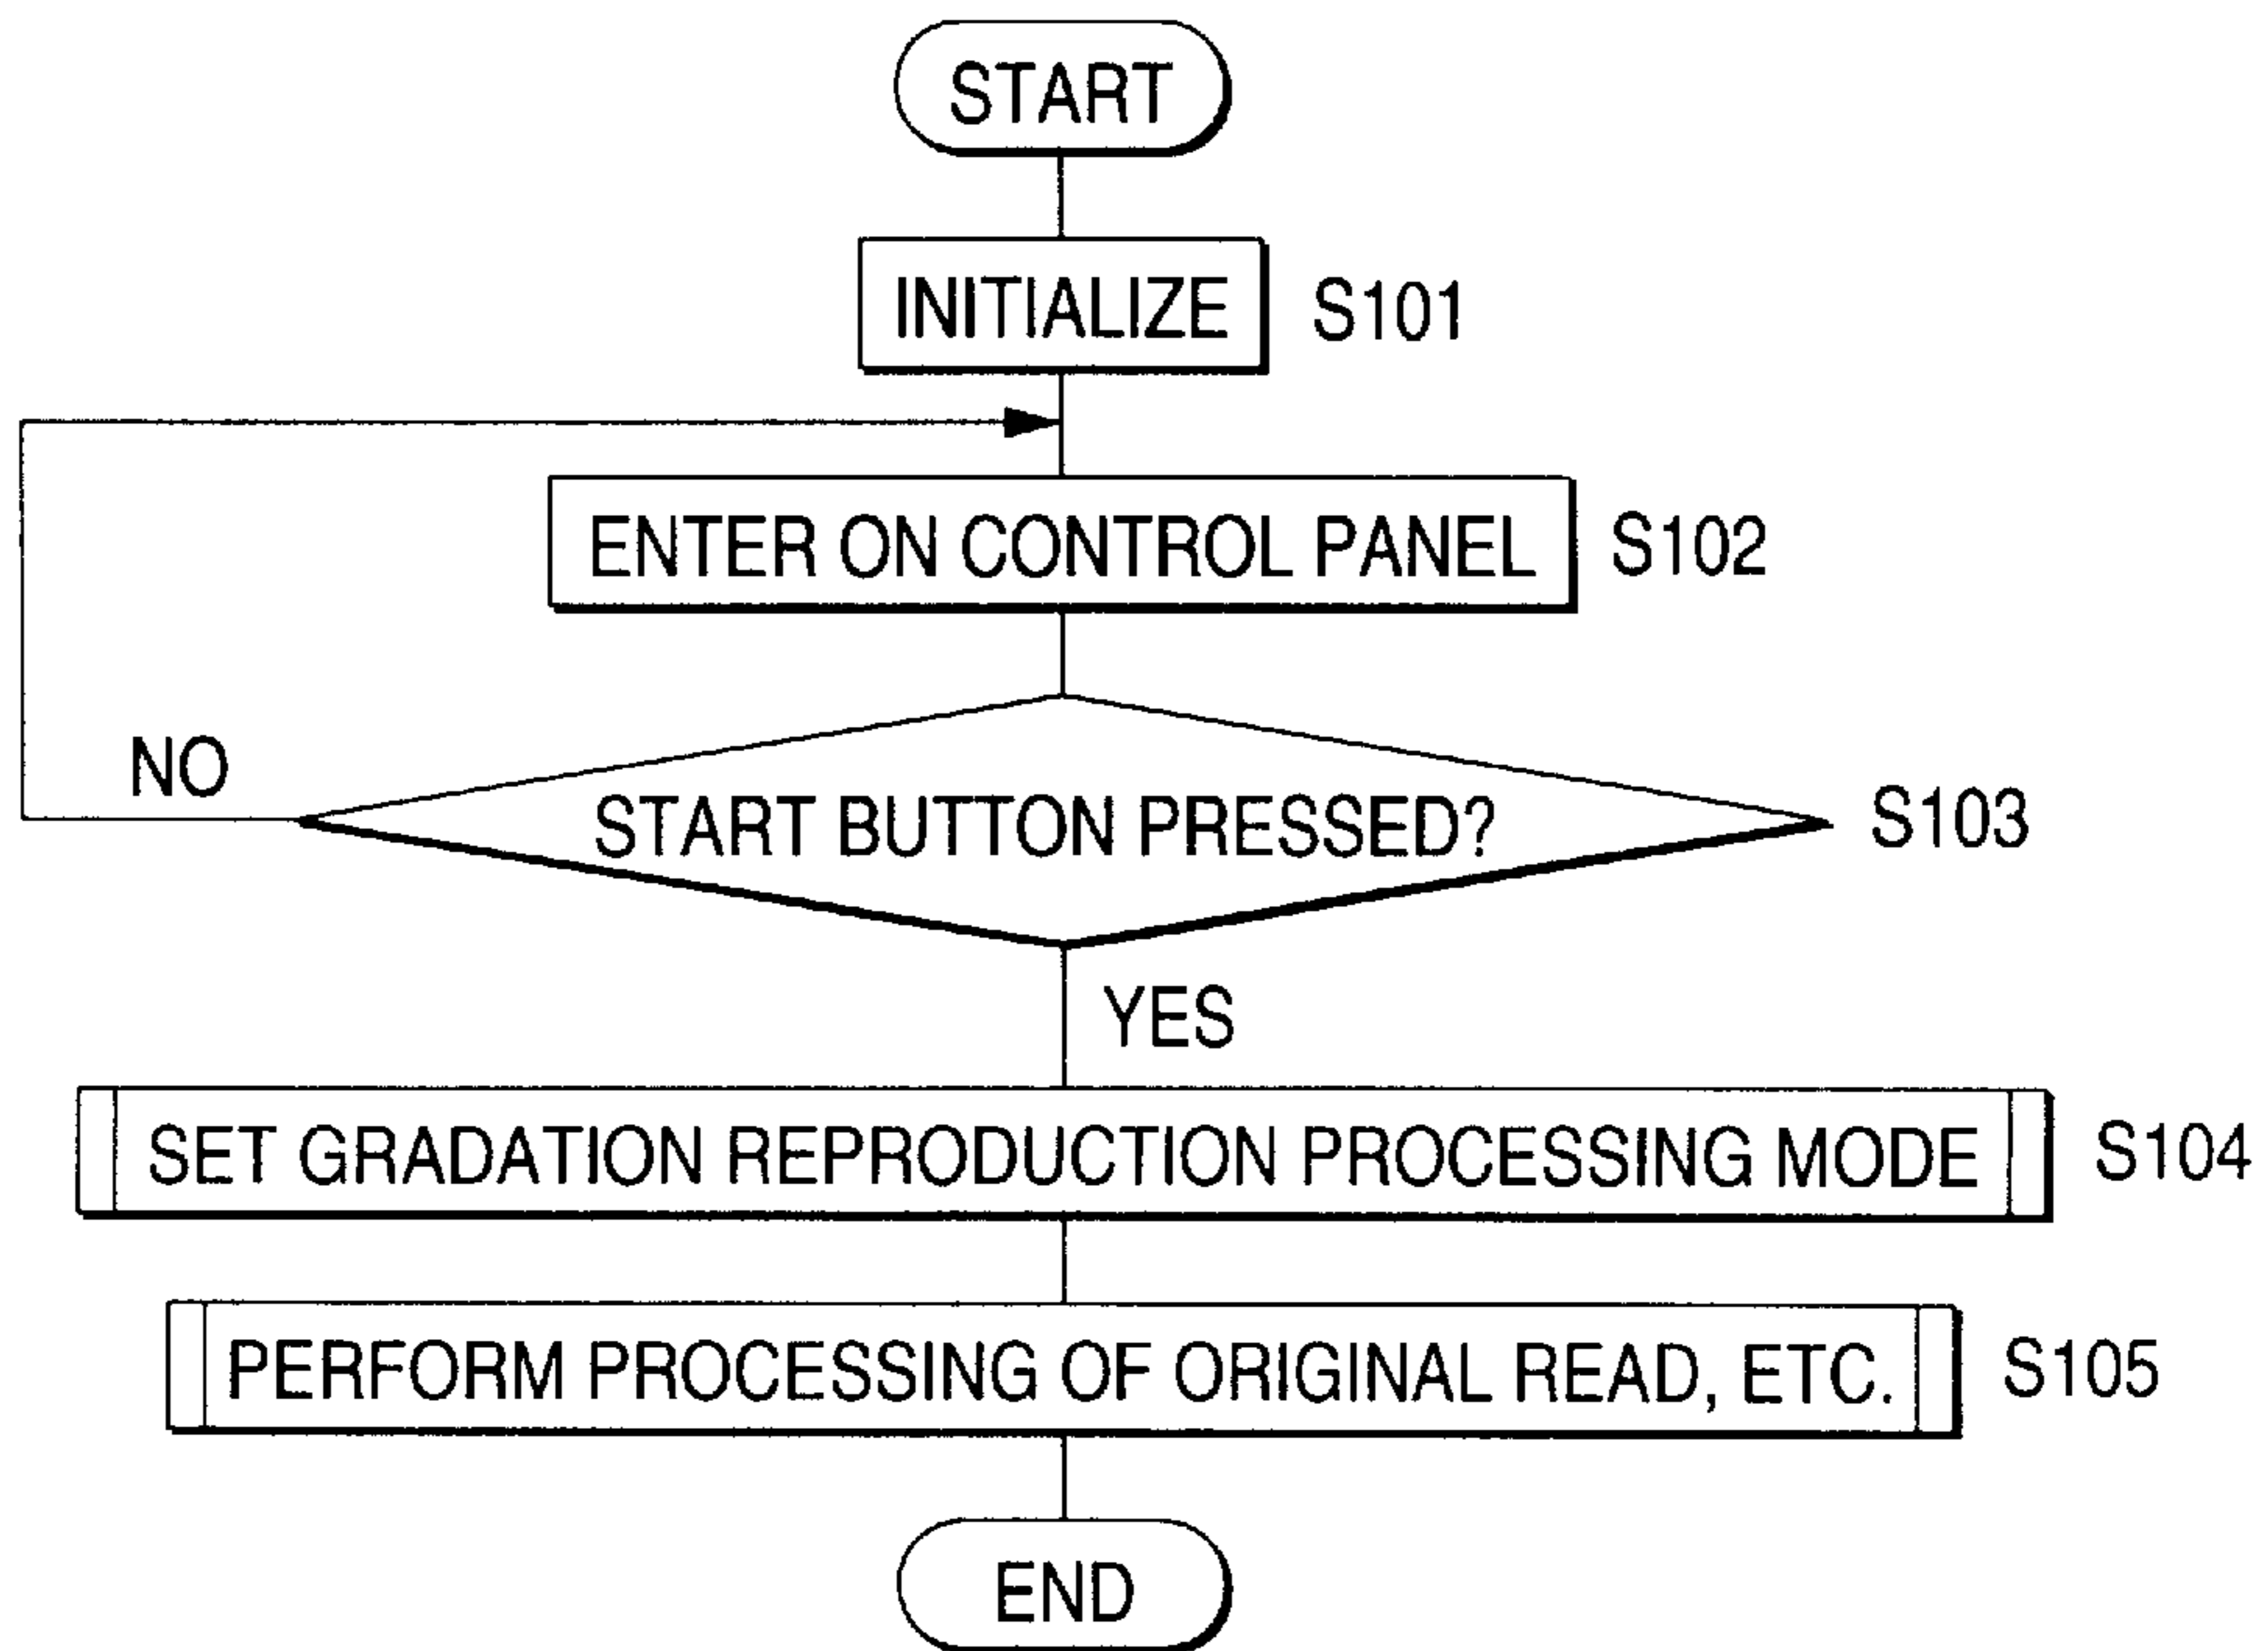 START
INITIALIZE S101
ENTER ON CONTROL PANEL S102
NO
START BUTTON PRESSED? S103
YES
SET GRADATION REPRODUCTION PROCESSING MODE S104
PERFORM PROCESSING OF ORIGINAL READ, ETC. S105
END